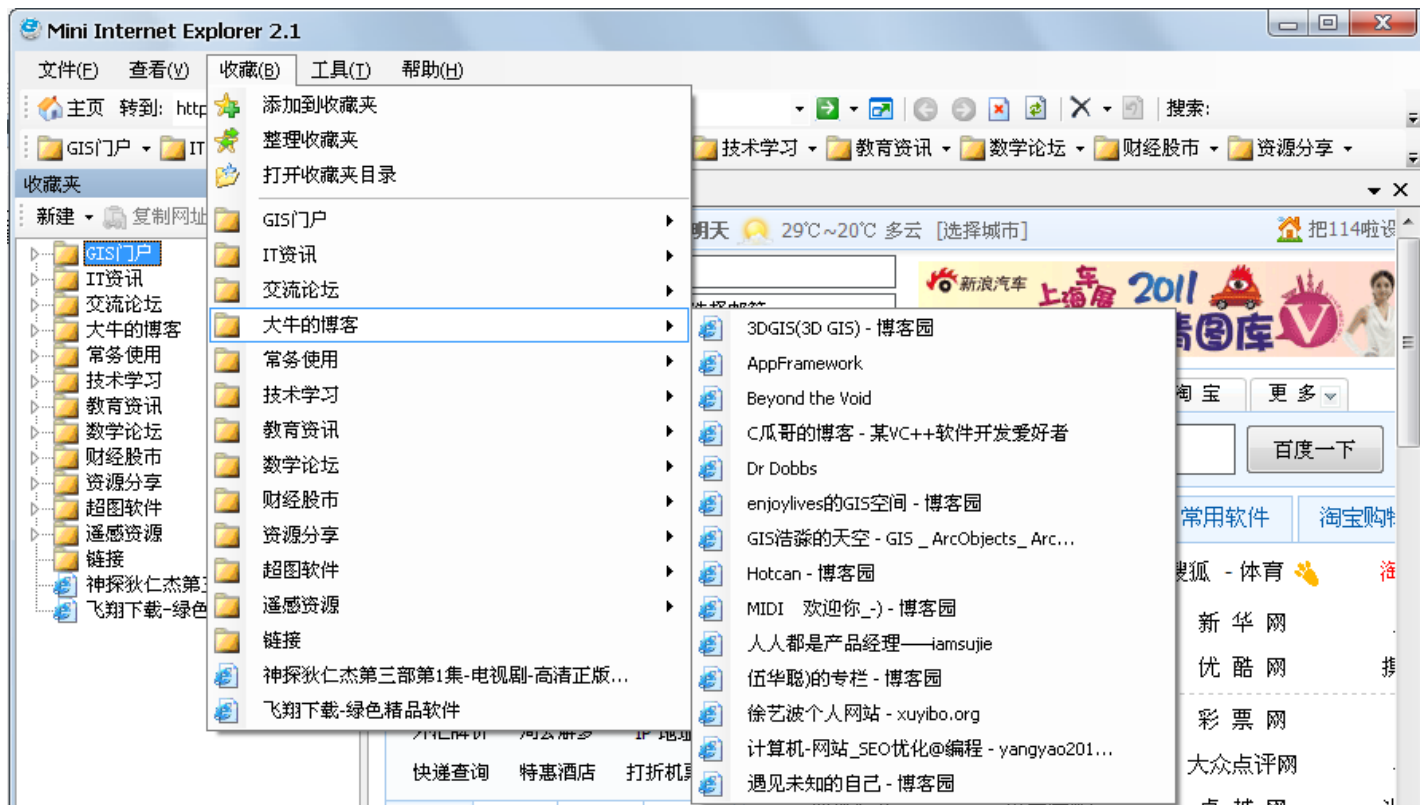 Mini Internet Explorer 2.1
文件(F) 查看(V) 收藏(B) 工具(T) 帮助(H)
主页 转到: http 搜索:
GIS门户 IT 技术学习 教育资讯 数学论坛 财经股市 资源分享
收藏夹
新建 复制网址
GIS门户
IT资讯
交流论坛
大牛的博客
常务使用
技术学习
教育资讯
数学论坛
财经股市
资源分享
超图软件
遥感资源
链接
神探狄仁杰第三
飞翔下载-绿色
添加到收藏夹
整理收藏夹
打开收藏夹目录
GIS门户
IT资讯
交流论坛
大牛的博客
常务使用
技术学习
教育资讯
数学论坛
财经股市
资源分享
超图软件
遥感资源
链接
神探狄仁杰第三部第1集-电视剧-高清正版...
飞翔下载-绿色精品软件
3DGIS(3D GIS) - 博客园
AppFramework
Beyond the Void
C瓜哥的博客 - 某VC++软件开发爱好者
Dr Dobbs
enjoylives的GIS空间 - 博客园
GIS浩淼的天空 - GIS _ ArcObjects_ Arc...
Hotcan - 博客园
MIDI 欢迎你_-) - 博客园
人人都是产品经理——iamsujie
伍华聪)的专栏 - 博客园
徐艺波个人网站 - xuyibo.org
计算机-网站_SEO优化@编程 - yangyao201...
遇见未知的自己 - 博客园
明天 29℃~20℃ 多云 [选择城市] 把114啦设
新浪汽车 上海车展 2011
图库
V
淘 宝 更 多
百度一下
常用软件 淘宝购物
搜狐 - 体育
新 华 网
优 酷 网
彩 票 网
大众点评网
快递查询 特惠酒店 打折机票